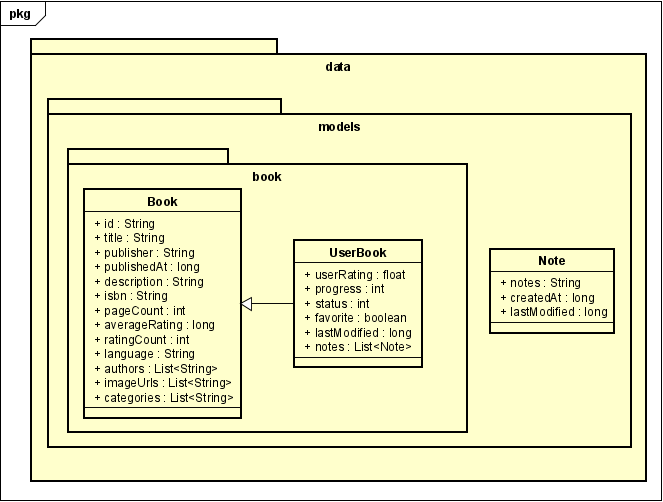 pkg
data
models
book
Book
+ id : String
+ title : String
+ publisher : String
+ publishedAt : long
+ description : String
+ isbn : String
+ pageCount : int
+ averageRating : long
+ ratingCount : int
+ language : String
+ authors : List<String>
+ imageUrls : List<String>
+ categories : List<String>
UserBook
+ userRating : float
+ progress : int
+ status : int
+ favorite : boolean
+ lastModified : long
+ notes : List<Note>
Note
+ notes : String
+ createdAt : long
+ lastModified : long